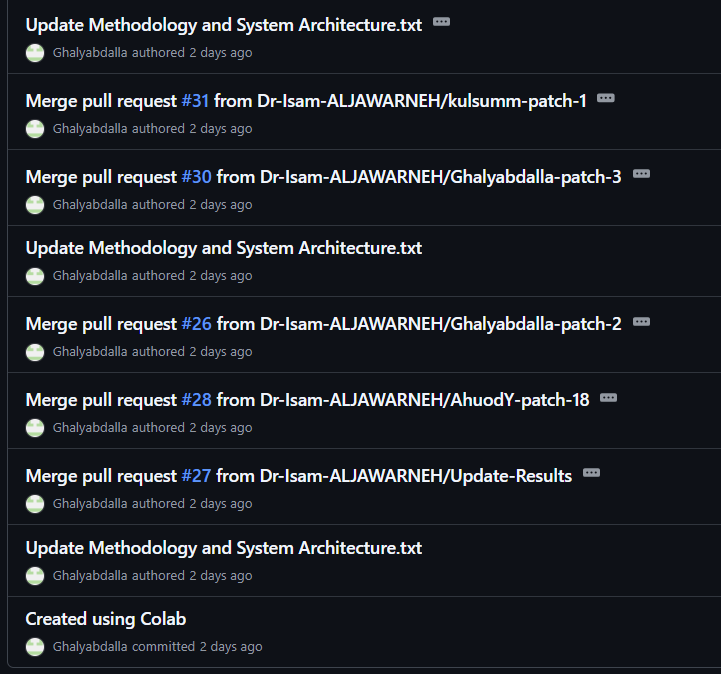 Update Methodology and System Architecture.txt
Ghalyabdalla authored 2 days ago
Merge pull request #31 from Dr-Isam-ALJAWARNEH/kulsumm-patch-1
Ghalyabdalla authored 2 days ago
Merge pull request #30 from Dr-Isam-ALJAWARNEH/Ghalyabdalla-patch-3
Ghalyabdalla authored 2 days ago
Update Methodology and System Architecture.txt
Ghalyabdalla authored 2 days ago
Merge pull request #26 from Dr-Isam-ALJAWARNEH/Ghalyabdalla-patch-2
Ghalyabdalla authored 2 days ago
Merge pull request #28 from Dr-Isam-ALJAWARNEH/AhuodY-patch-18
Ghalyabdalla authored 2 days ago
Merge pull request #27 from Dr-Isam-ALJAWARNEH/Update-Results
Ghalyabdalla authored 2 days ago
Update Methodology and System Architecture.txt
Ghalyabdalla authored 2 days ago
Created using Colab
Ghalyabdalla committed 2 days ago